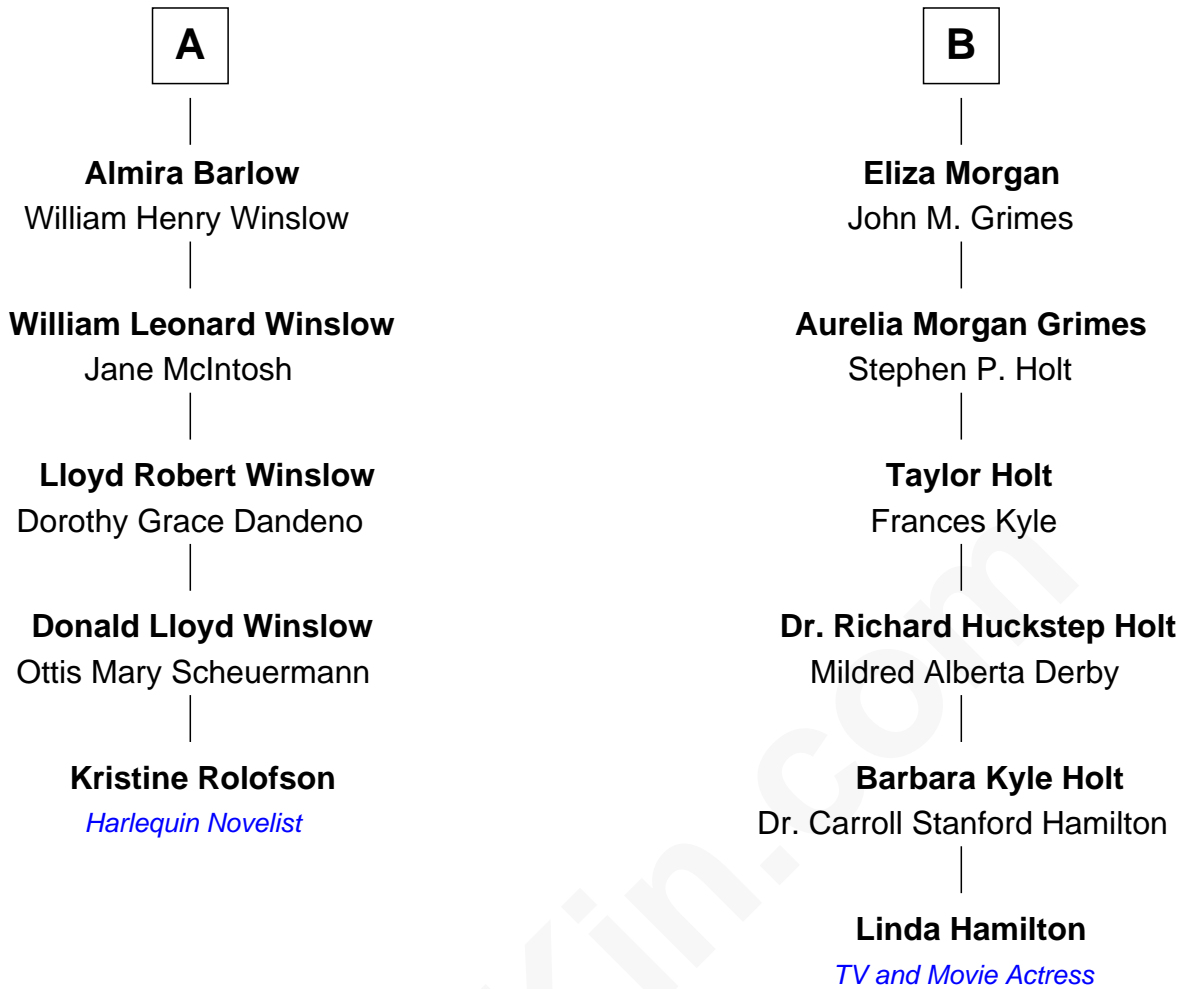 A
Almira Barlow
William Henry Winslow
William Leonard Winslow
Jane McIntosh
Lloyd Robert Winslow
Dorothy Grace Dandeno
Donald Lloyd Winslow
Ottis Mary Scheuermann
Kristine Rolofson
Harlequin Novelist
B
Eliza Morgan
John M. Grimes
Aurelia Morgan Grimes
Stephen P. Holt
Taylor Holt
Frances Kyle
Dr. Richard Huckstep Holt
Mildred Alberta Derby
Barbara Kyle Holt
Dr. Carroll Stanford Hamilton
Linda Hamilton
TV and Movie Actress
Kin.com